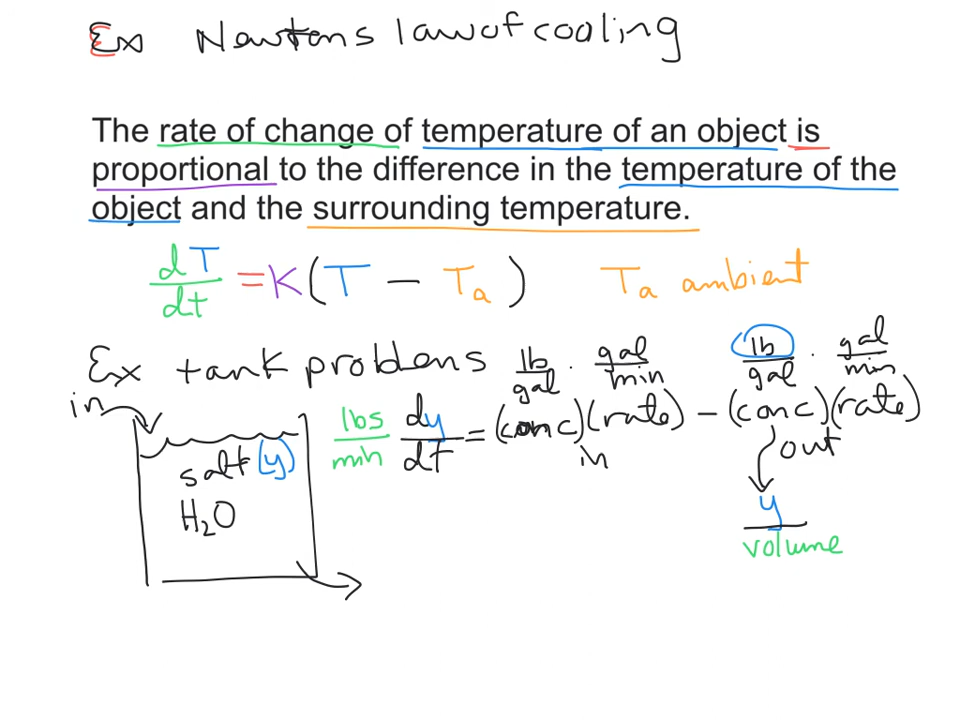 Ex Newtons law of cooling
The rate of change of temperature of an object is
proportional to the difference in the temperature of the
object and the surrounding temperature.
dT/dt = K(T - Ta) Ta ambient
Ex tank problems lb/gal · gal/min lb/gal · gal/min
in lbs/min dy/dt = (conc)(rate) - (conc)(rate)
in out
salt (y)
H₂O
y/volume